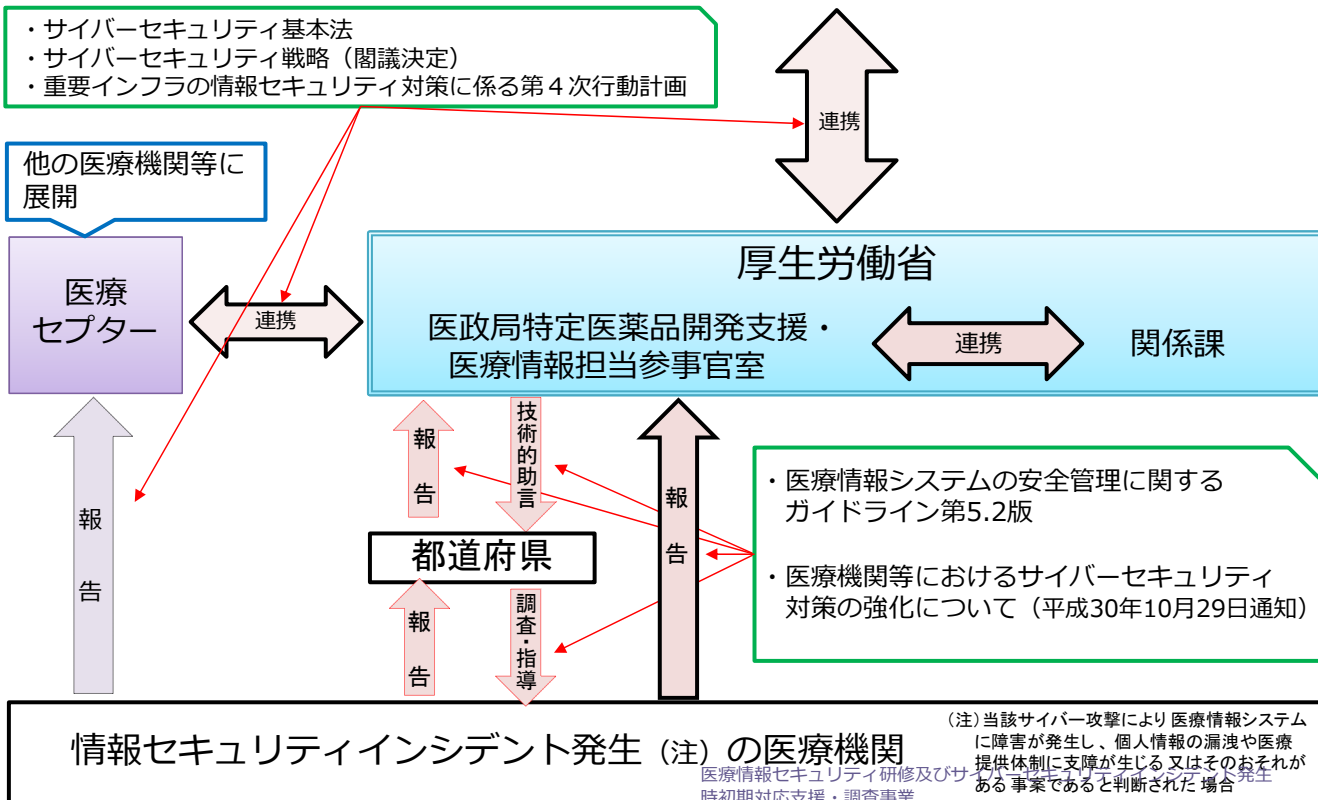 ・サイバーセキュリティ基本法
・サイバーセキュリティ戦略（閣議決定）
・重要インフラの情報セキュリティ対策に係る第４次行動計画
連携
他の医療機関等に
展開
医療
セプター
連携
厚生労働省
医政局特定医薬品開発支援・
医療情報担当参事官室
連携
関係課
報告
報告
技術的助言
報告
都道府県
報告
調査・指導
・医療情報システムの安全管理に関する
ガイドライン第5.2版
・医療機関等におけるサイバーセキュリティ
対策の強化について（平成30年10月29日通知）
情報セキュリティインシデント発生（注）の医療機関
（注）当該サイバー攻撃により医療情報システム
に障害が発生し、個人情報の漏洩や医療
提供体制に支障が生じる又はそのおそれが
ある事案であると判断された場合
医療情報セキュリティ研修及びサイバーセキュリティインシデント発生
時初期対応支援・調査事業